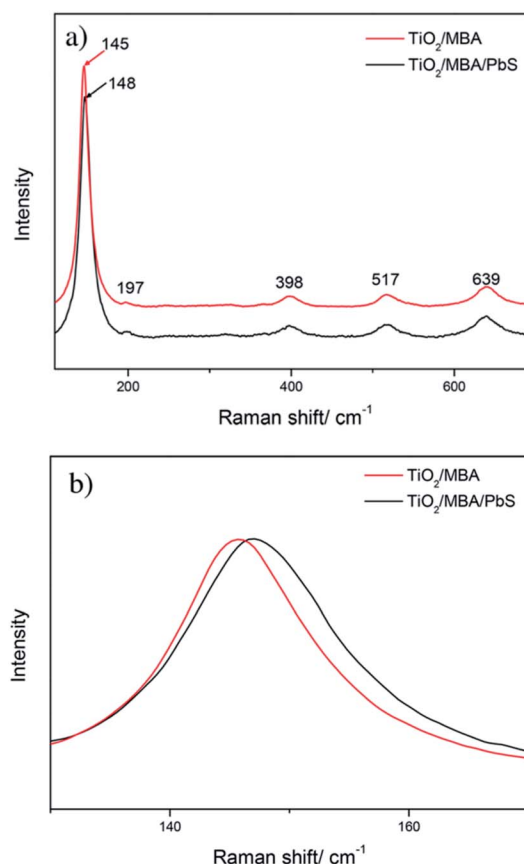 a)
145
148
TiO₂/MBA
TiO₂/MBA/PbS
197
398
517
639
Intensity
200
400
600
Raman shift/ cm⁻¹
b)
TiO₂/MBA
TiO₂/MBA/PbS
Intensity
140
160
Raman shift/ cm⁻¹